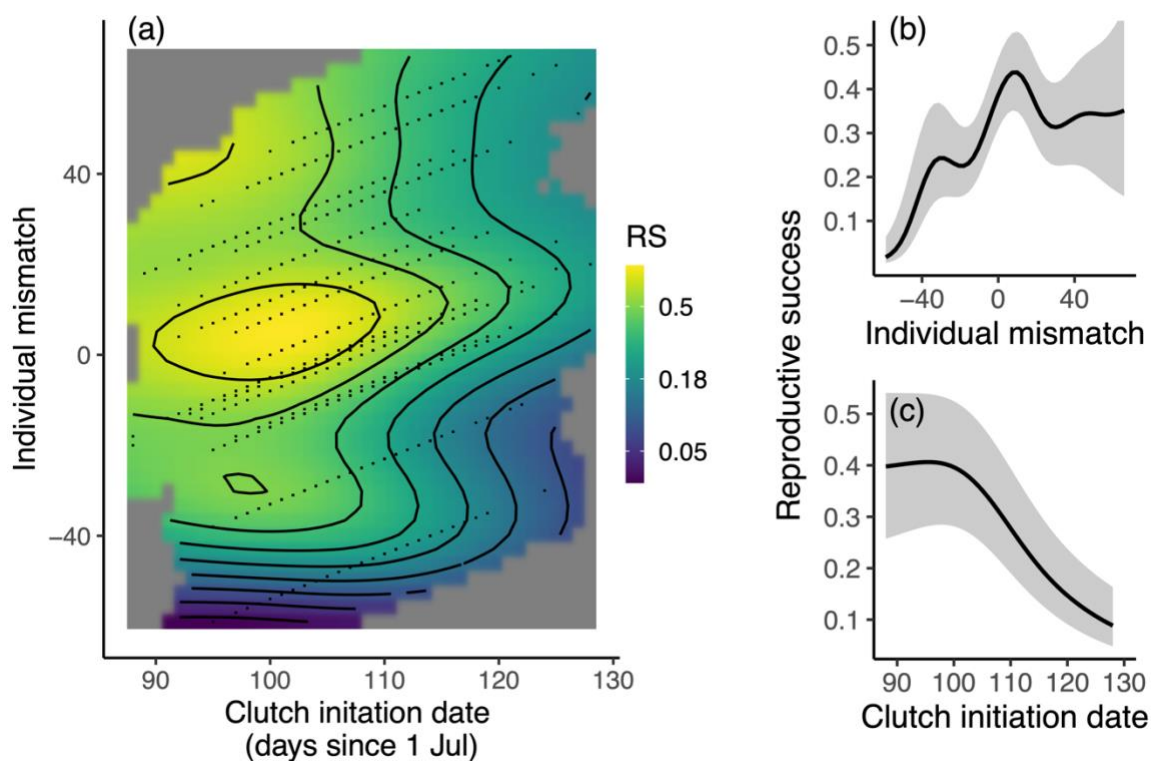 (a)
Individual mismatch
40
0
−40
90 100 110 120 130
Clutch initation date
(days since 1 Jul)
RS
0.5
0.18
0.05
Reproductive success
(b)
0.5
0.4
0.3
0.2
0.1
−40 0 40
Individual mismatch
(c)
0.5
0.4
0.3
0.2
0.1
90 100 110 120 130
Clutch initiation date